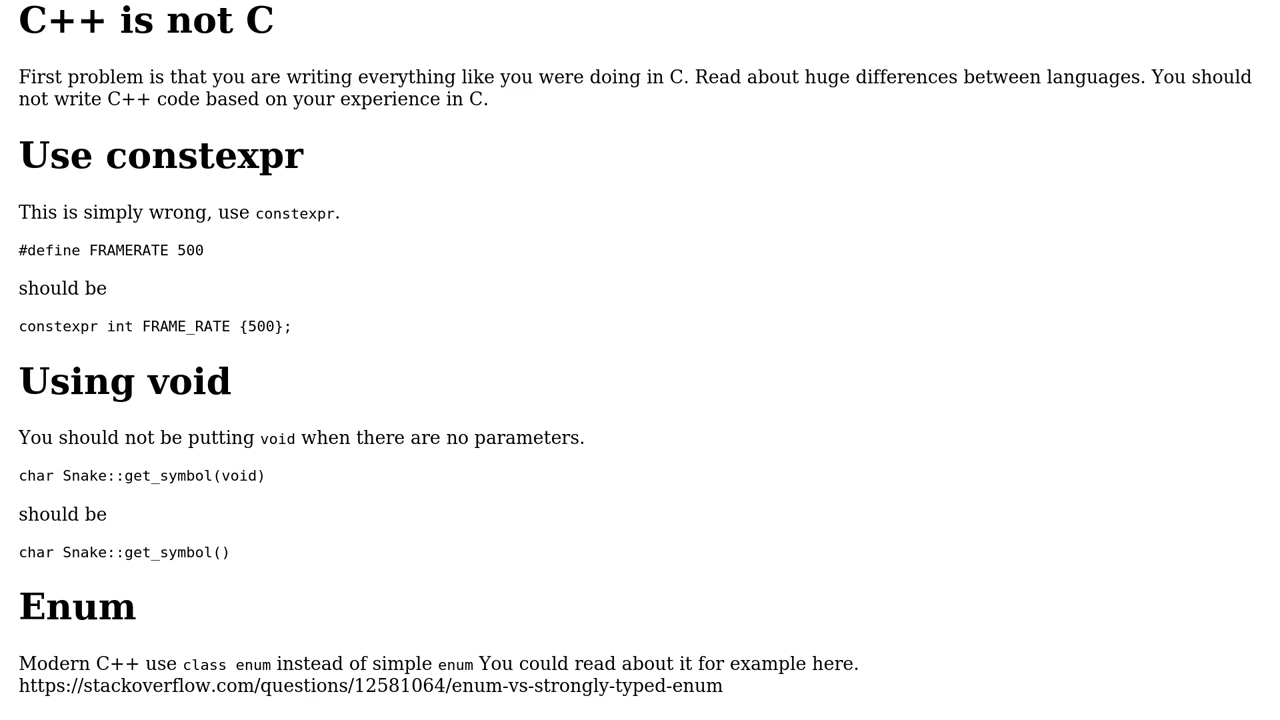 C++ is not C
First problem is that you are writing everything like you were doing in C. Read about huge differences between languages. You should
not write C++ code based on your experience in C.
Use constexpr
This is simply wrong, use constexpr.
#define FRAMERATE 500
should be
constexpr int FRAME_RATE {500};
Using void
You should not be putting void when there are no parameters.
char Snake::get_symbol(void)
should be
char Snake::get_symbol()
Enum
Modern C++ use class enum instead of simple enum You could read about it for example here.
https://stackoverflow.com/questions/12581064/enum-vs-strongly-typed-enum